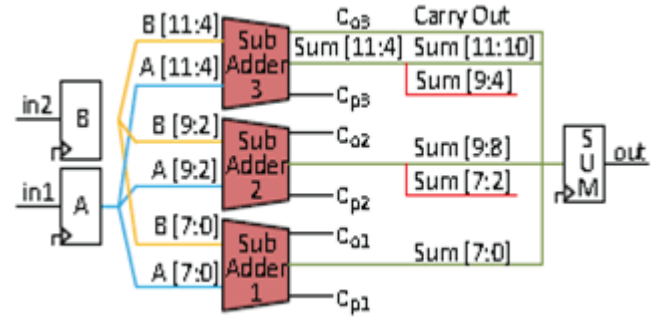 B [11:4]
Sub Adder 3
Co3
Carry Out
Sum [11:4]
Sum [11:10]
A [11:4]
Sum [9:4]
Cp3
in2
B
B [9:2]
Sub Adder 2
Co2
Sum [9:8]
SUM
out
in1
A
A [9:2]
Sum [7:2]
Cp2
B [7:0]
Sub Adder 1
Co1
Sum [7:0]
A [7:0]
Cp1